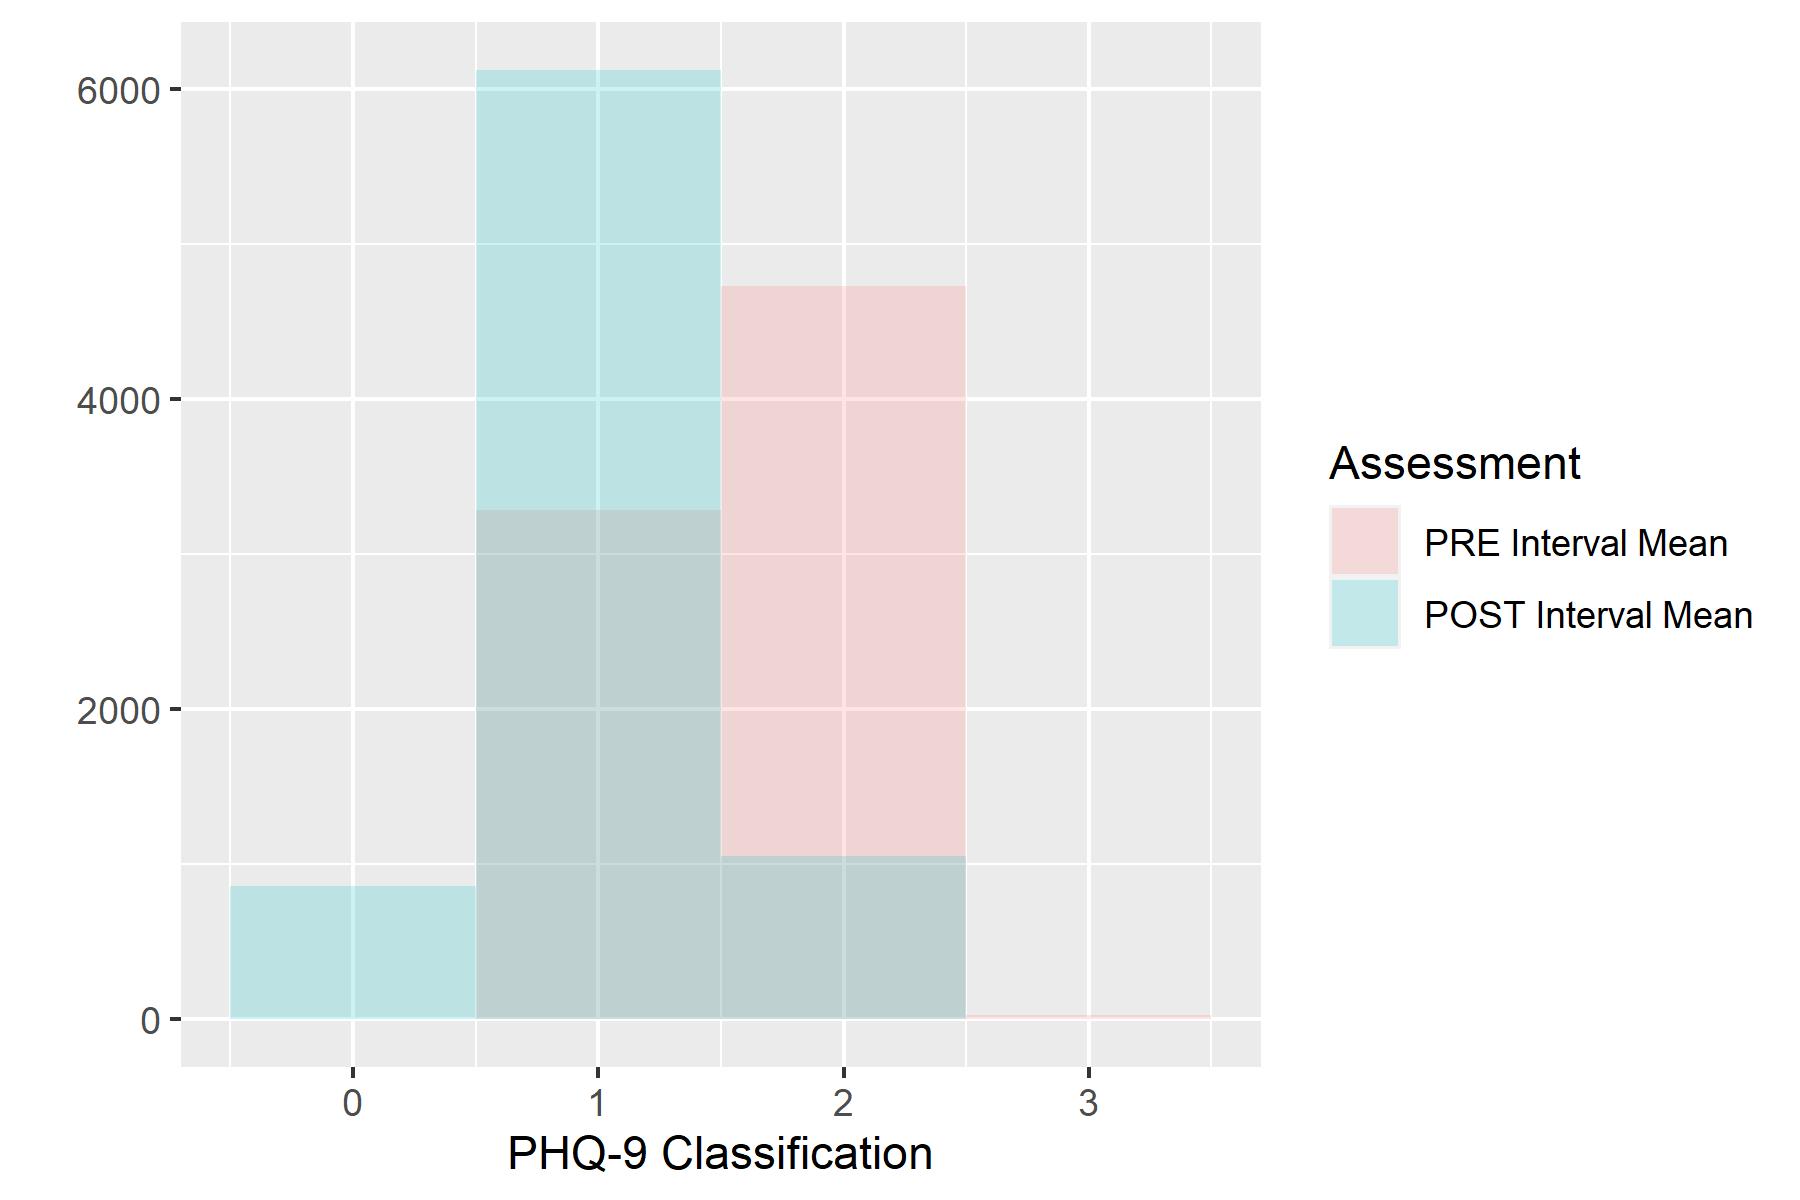 6000
4000
2000
0
0 1 2 3
PHQ-9 Classification
Assessment
PRE Interval Mean
POST Interval Mean